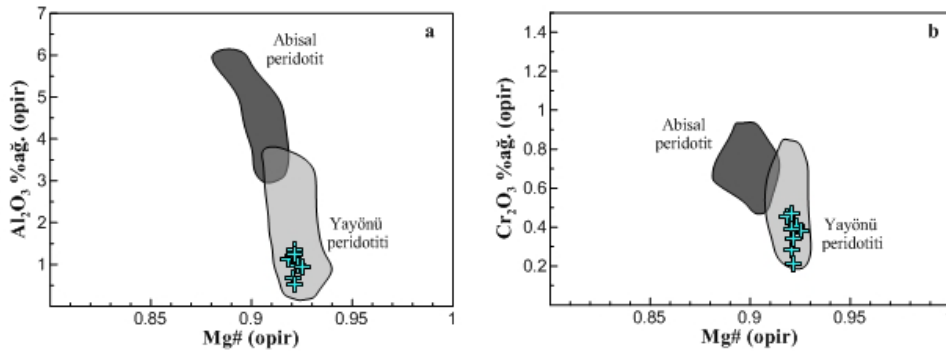 a
7
6
5
4
3
2
1
Al₂O₃ %ağ. (opir)
Abisal
peridotit
Yayönü
peridotiti
0.85
0.9
0.95
1
Mg# (opir)
b
1.4
1.2
1
0.8
0.6
0.4
0.2
Cr₂O₃ %ağ. (opir)
Abisal
peridotit
Yayönü
peridotiti
0.85
0.9
0.95
Mg# (opir)